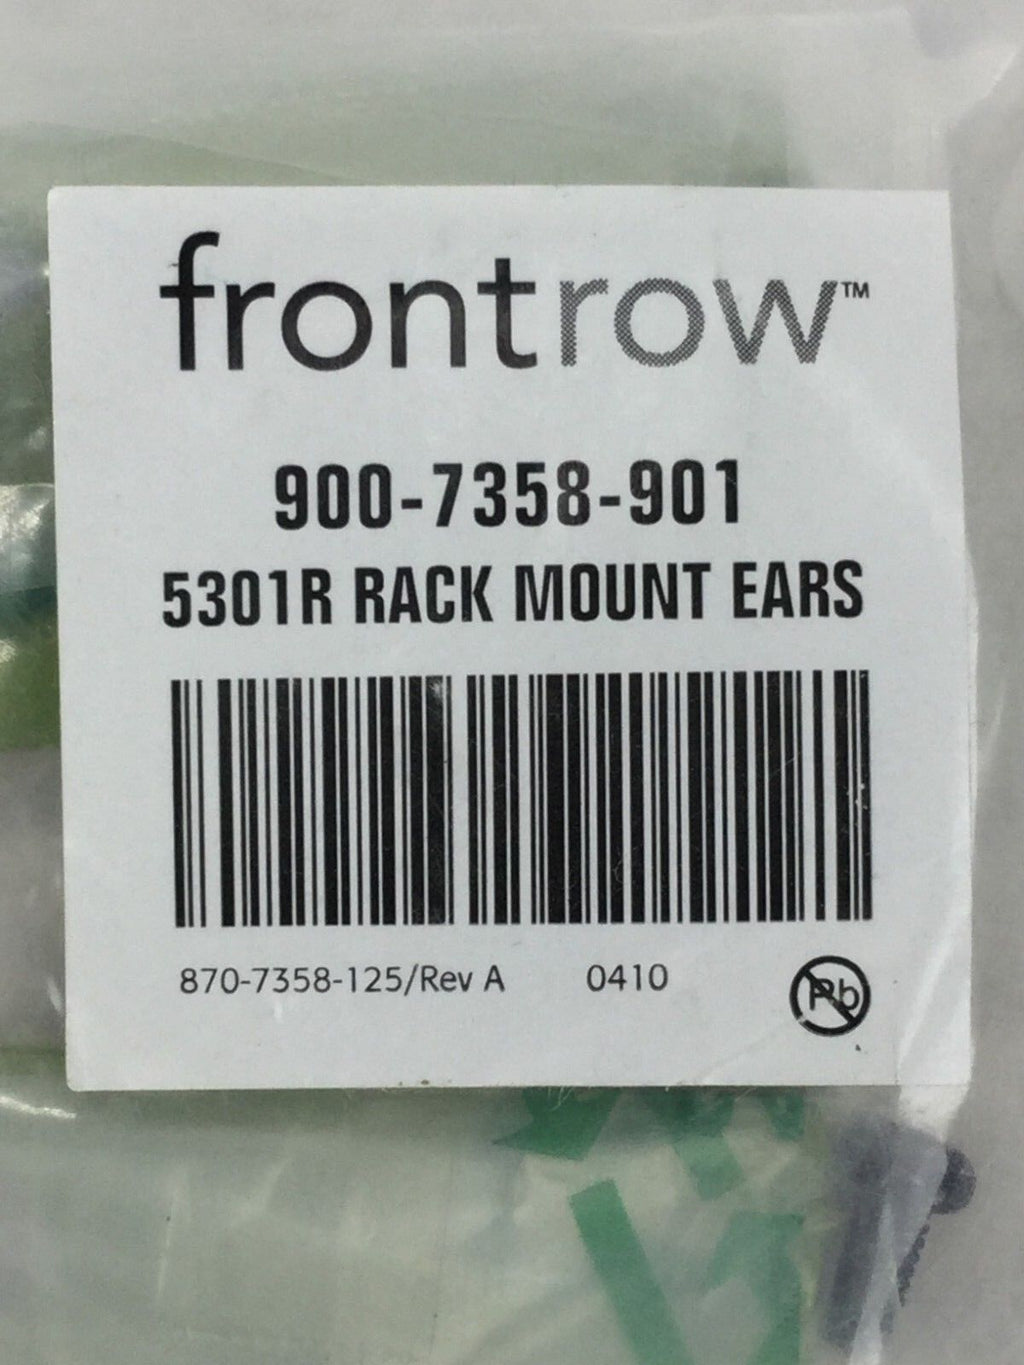 frontrow™
900-7358-901
5301R RACK MOUNT EARS
870-7358-125/Rev A 0410
Pb